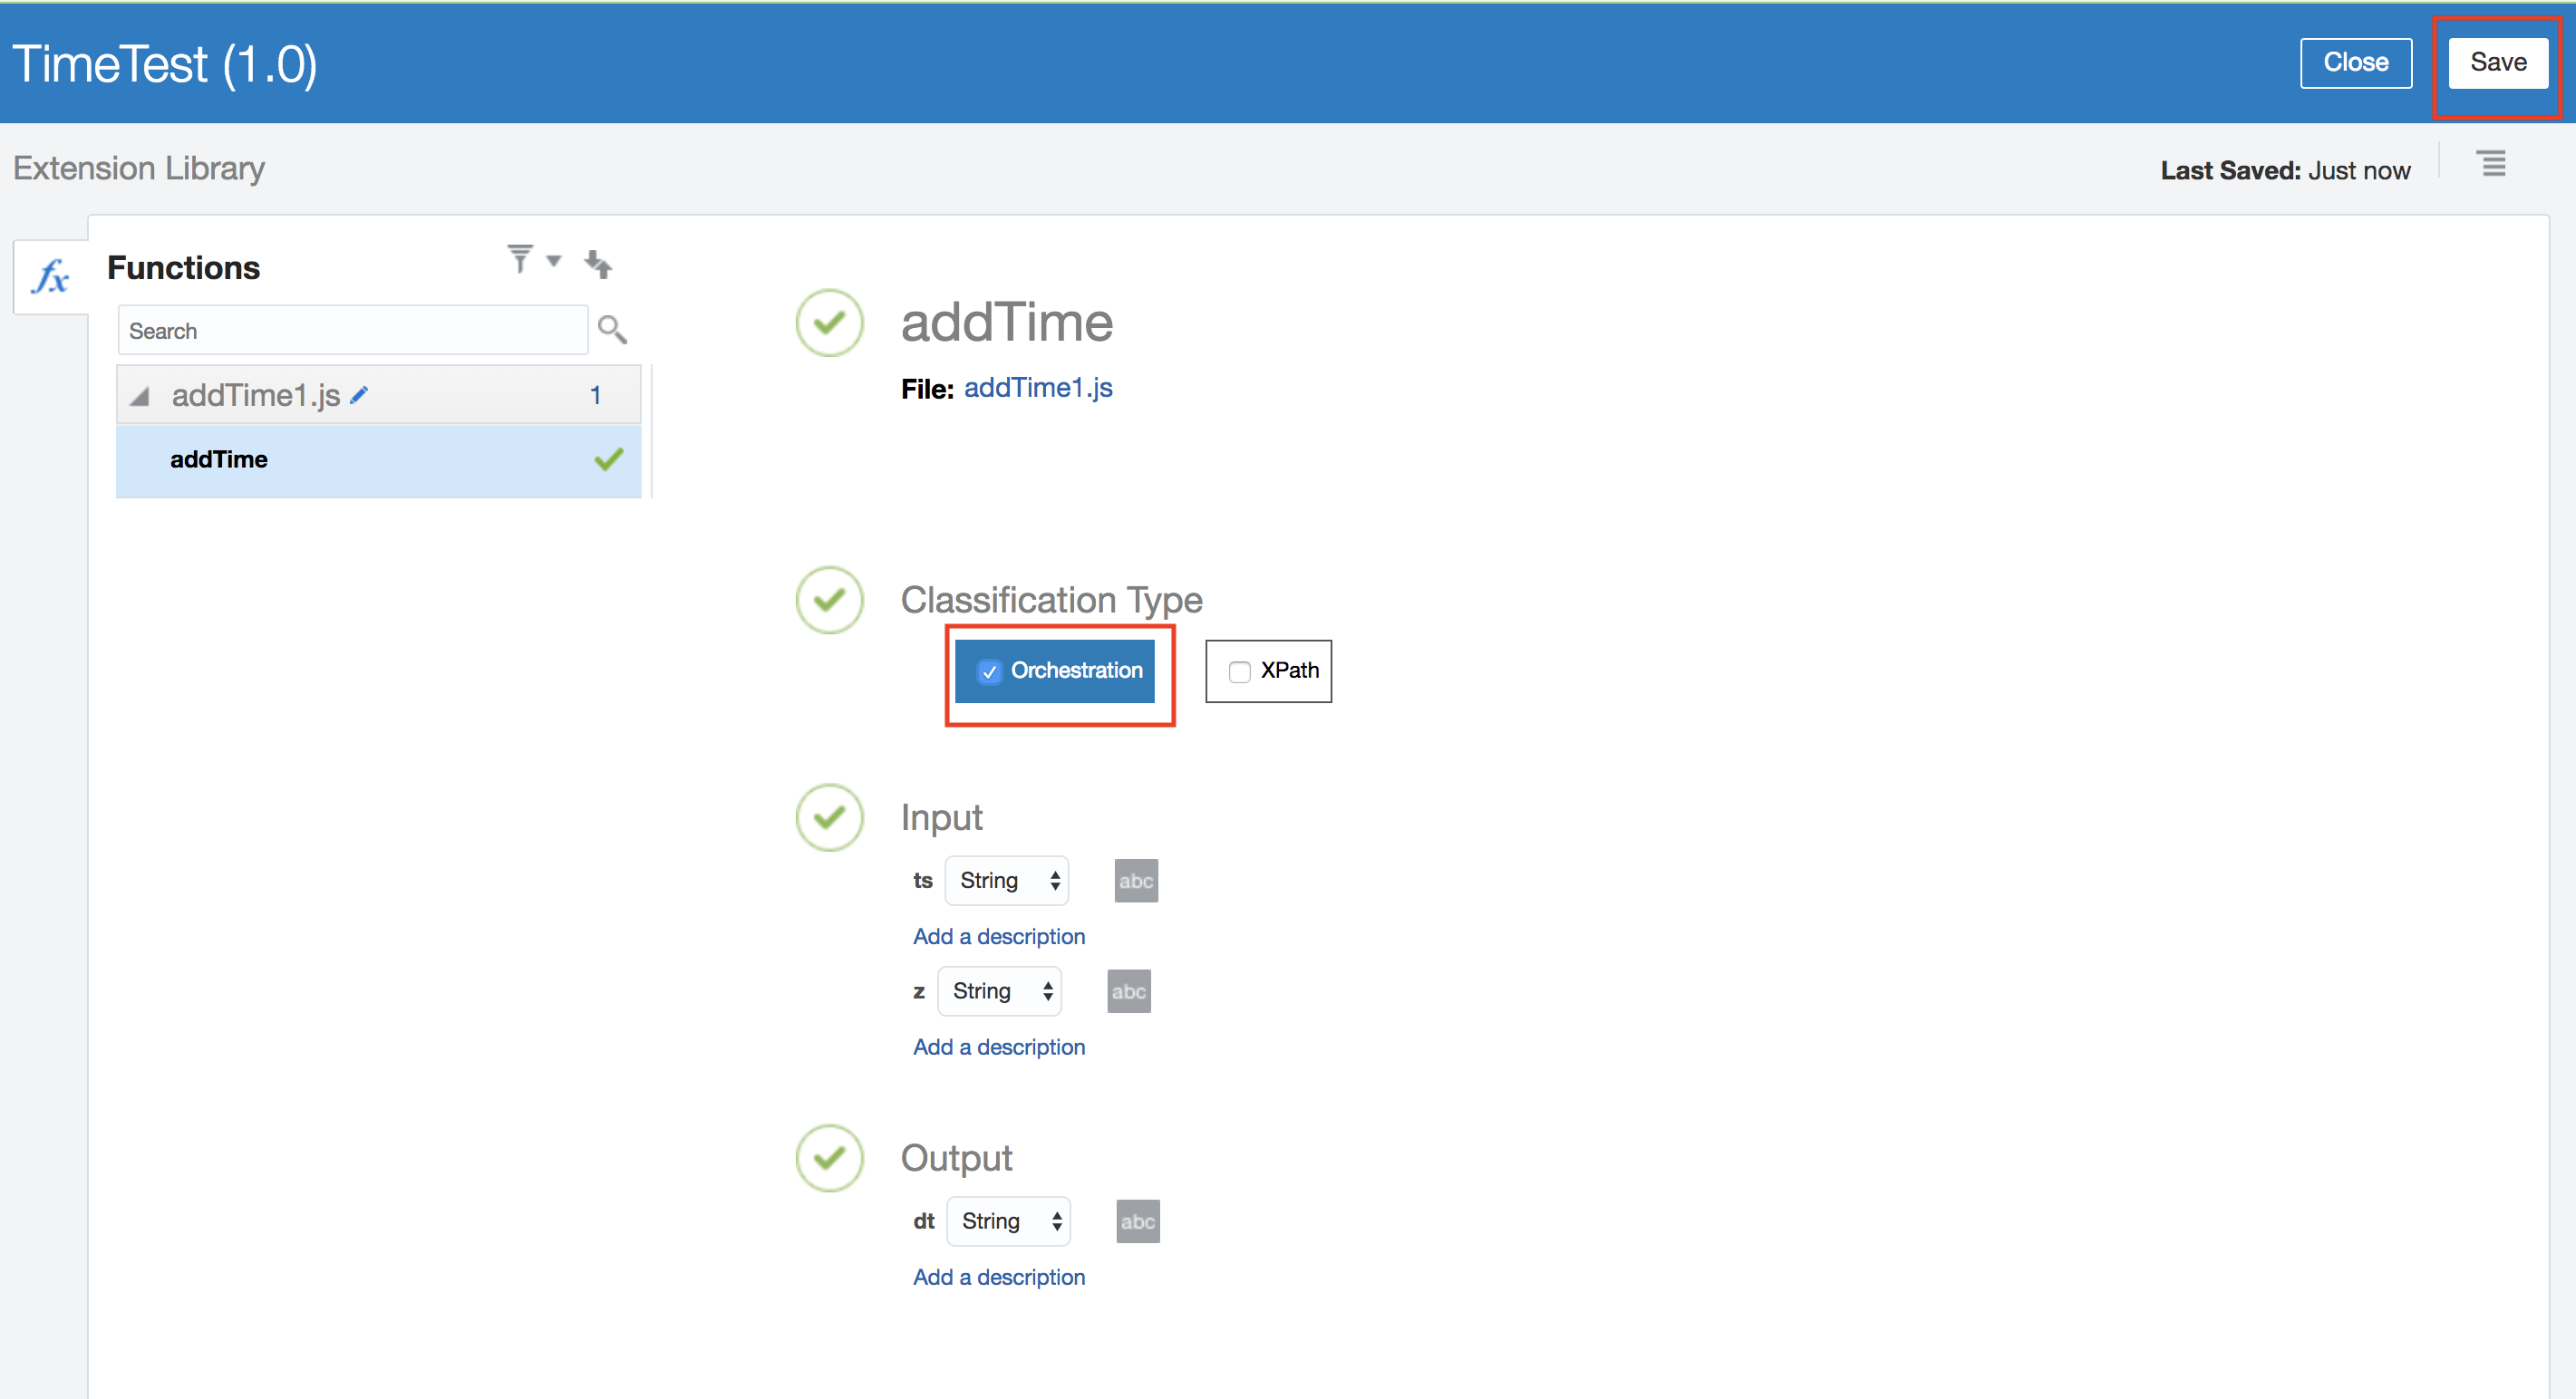 TimeTest (1.0)
Close
Save
Extension Library
Last Saved: Just now
fx
Functions
Search
addTime1.js
1
addTime
addTime
File: addTime1.js
Classification Type
Orchestration
XPath
Input
ts String abc
Add a description
z String abc
Add a description
Output
dt String abc
Add a description